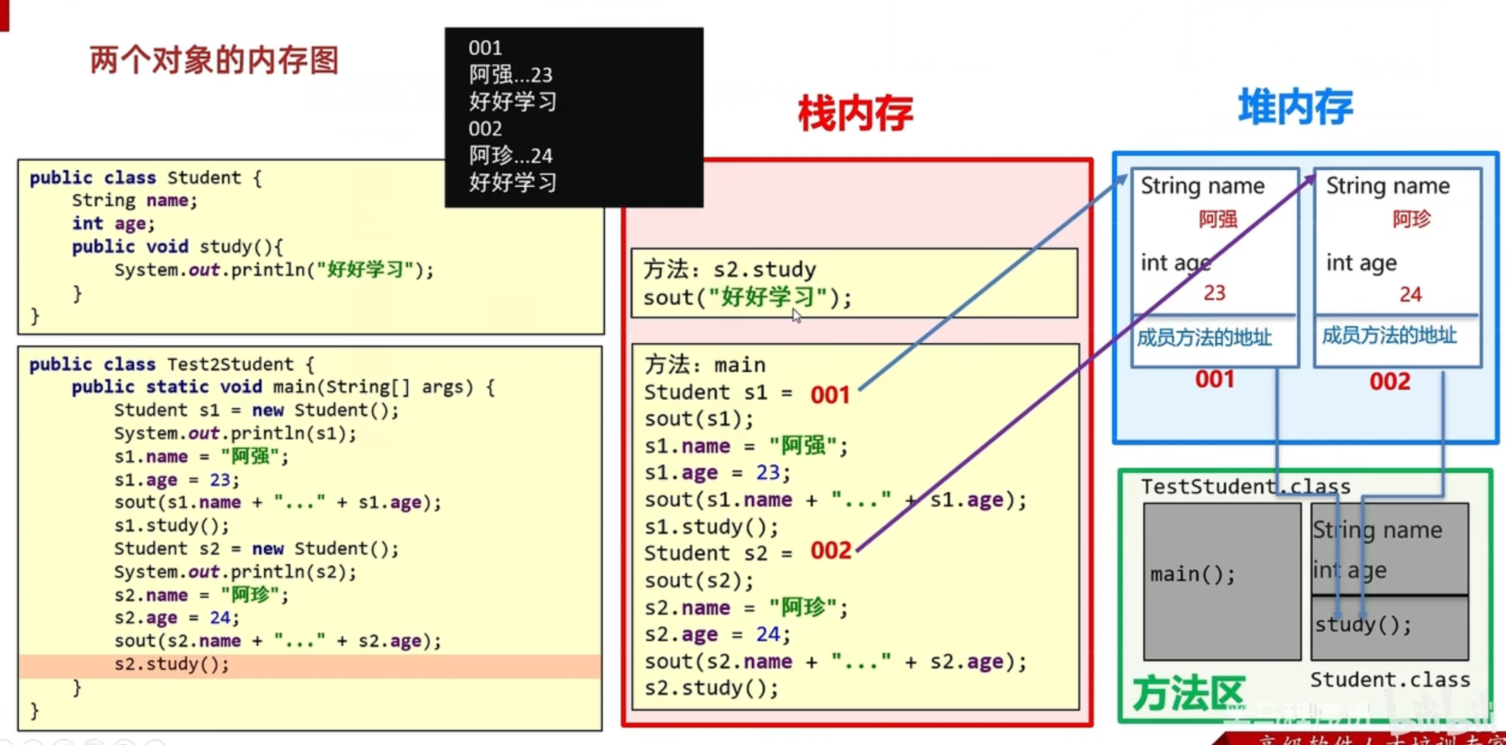 两个对象的内存图
001
阿强...23
好好学习
002
阿珍...24
好好学习
public class Student {
String name;
int age;
public void study(){
System.out.println("好好学习");
}
}
public class Test2Student {
public static void main(String[] args) {
Student s1 = new Student();
System.out.println(s1);
s1.name = "阿强";
s1.age = 23;
sout(s1.name + "..." + s1.age);
s1.study();
Student s2 = new Student();
System.out.println(s2);
s2.name = "阿珍";
s2.age = 24;
sout(s2.name + "..." + s2.age);
s2.study();
}
}
栈内存
方法：s2.study
sout("好好学习");
方法：main
Student s1 = 001
sout(s1);
s1.name = "阿强";
s1.age = 23;
sout(s1.name + "..." + s1.age);
s1.study();
Student s2 = 002
sout(s2);
s2.name = "阿珍";
s2.age = 24;
sout(s2.name + "..." + s2.age);
s2.study();
堆内存
String name
阿强
int age
23
成员方法的地址
001
String name
阿珍
int age
24
成员方法的地址
002
TestStudent.class
main();
String name
int age
study();
Student.class
方法区
高级软件人才培训专家